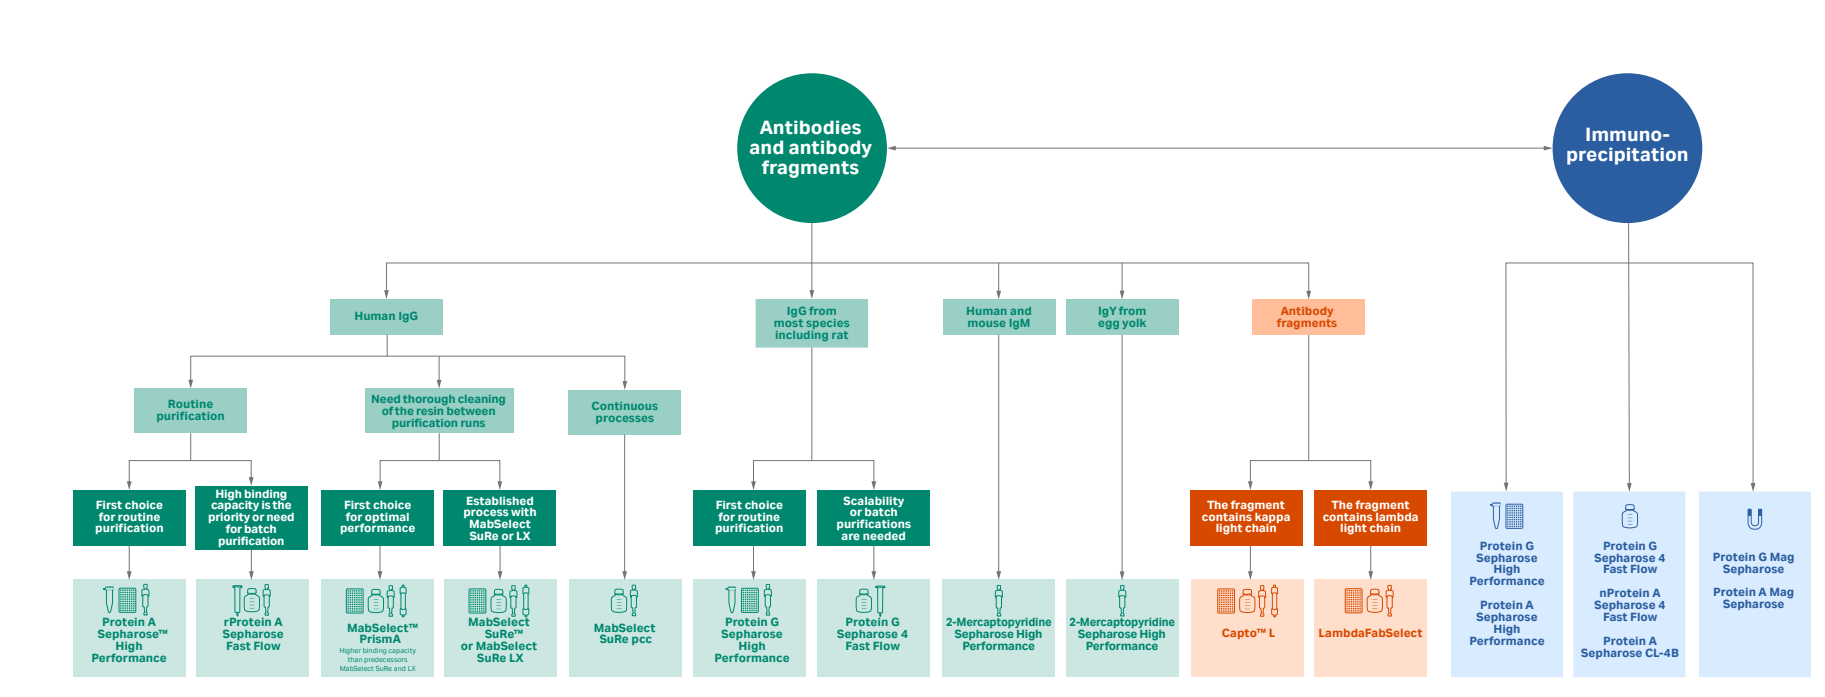 Antibodies
and antibody
fragments
Immuno-
precipitation
Human IgG
IgG from
most species
including rat
Human and
mouse IgM
IgY from
egg yolk
Antibody
fragments
Routine
purification
Need thorough cleaning
of the resin between
purification runs
Continuous
processes
First choice
for routine
purification
High binding
capacity is the
priority or need
for batch
purification
First choice
for optimal
performance
Established
process with
MabSelect
SuRe or LX
First choice
for routine
purification
Scalability
or batch
purifications
are needed
The fragment
contains kappa
light chain
The fragment
contains lambda
light chain
Protein A
Sepharose™
High
Performance
rProtein A
Sepharose
Fast Flow
MabSelect™
PrismA
Higher binding capacity
than predecessors
MabSelect SuRe and LX
MabSelect
SuRe™
or MabSelect
SuRe LX
MabSelect
SuRe pcc
Protein G
Sepharose
High
Performance
Protein G
Sepharose 4
Fast Flow
2-Mercaptopyridine
Sepharose High
Performance
2-Mercaptopyridine
Sepharose High
Performance
Capto™ L
LambdaFabSelect
Protein G
Sepharose
High
Performance
Protein A
Sepharose
High
Performance
Protein G
Sepharose 4
Fast Flow
nProtein A
Sepharose 4
Fast Flow
Protein A
Sepharose CL-4B
Protein G Mag
Sepharose
Protein A Mag
Sepharose